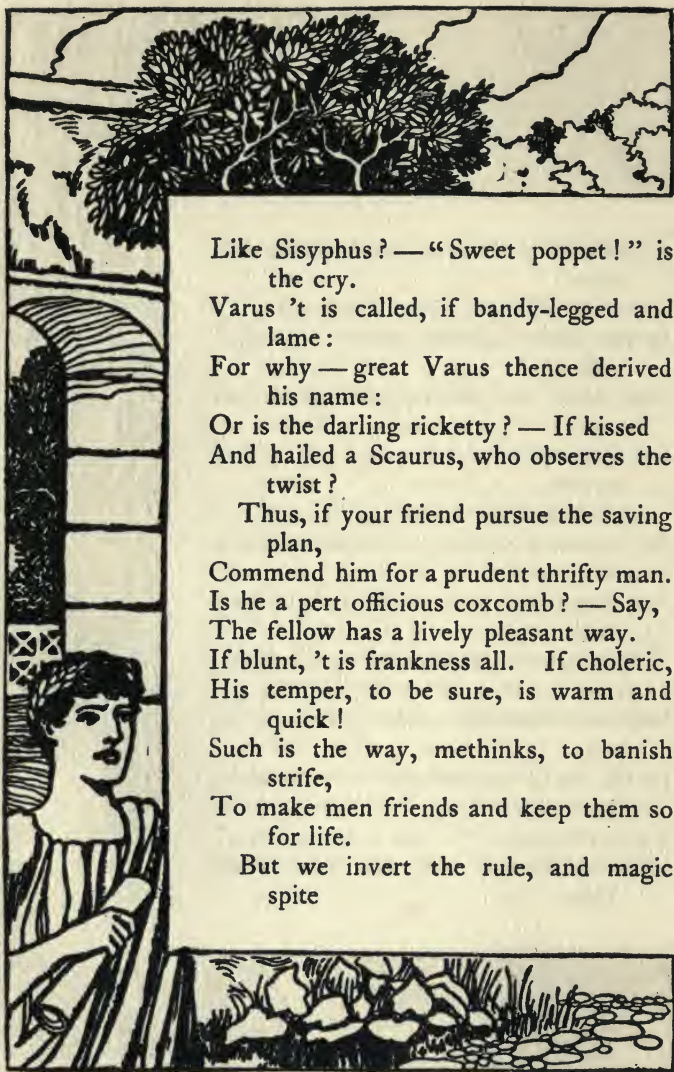 Like Sisyphus ? — “ Sweet poppet ! ” is
the cry.
Varus 't is called, if bandy-legged and
lame :
For why — great Varus thence derived
his name :
Or is the darling ricketty ? — If kissed
And hailed a Scaurus, who observes the
twist ?
Thus, if your friend pursue the saving
plan,
Commend him for a prudent thrifty man.
Is he a pert officious coxcomb ? — Say,
The fellow has a lively pleasant way.
If blunt, 't is frankness all. If choleric,
His temper, to be sure, is warm and
quick !
Such is the way, methinks, to banish
strife,
To make men friends and keep them so
for life.
But we invert the rule, and magic
spite